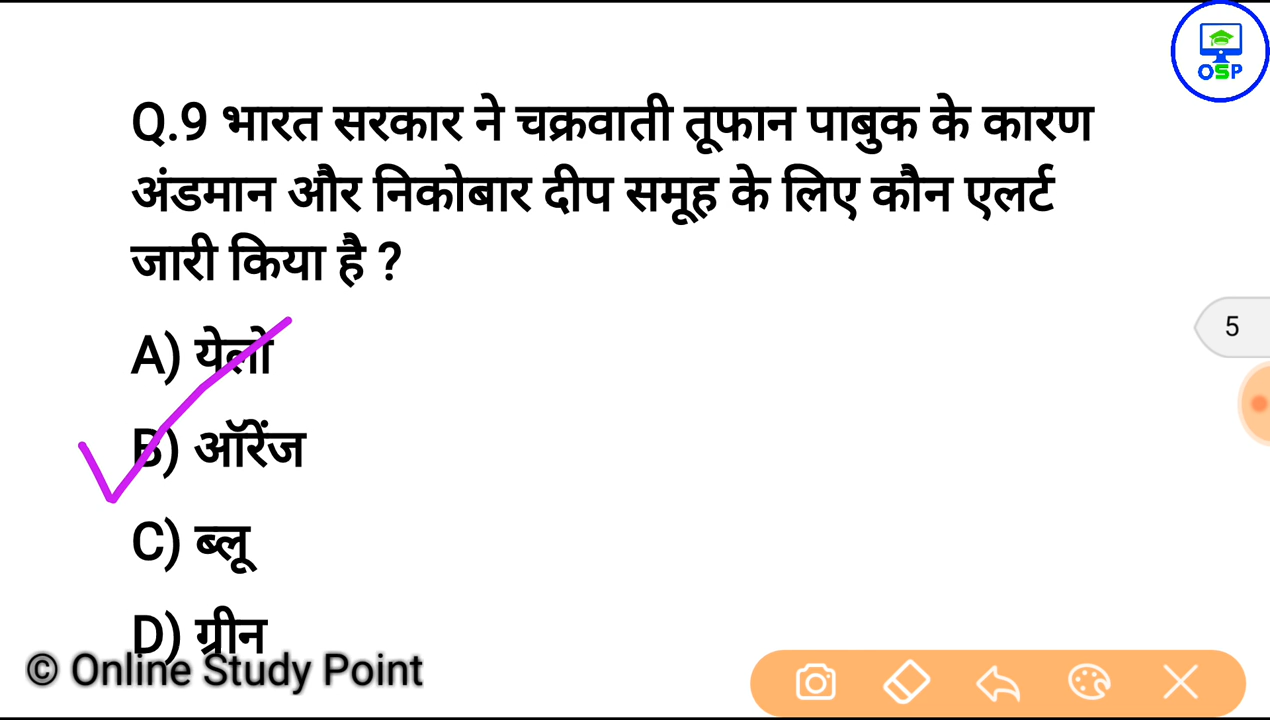 OSP
Q.9 भारत सरकार ने चक्रवाती तूफान पाबुक के कारण
अंडमान और निकोबार दीप समूह के लिए कौन एलर्ट
जारी किया है ?
5
A) येलो
B) ऑरेंज
C) ब्लू
D) ग्रीन
© Online Study Point